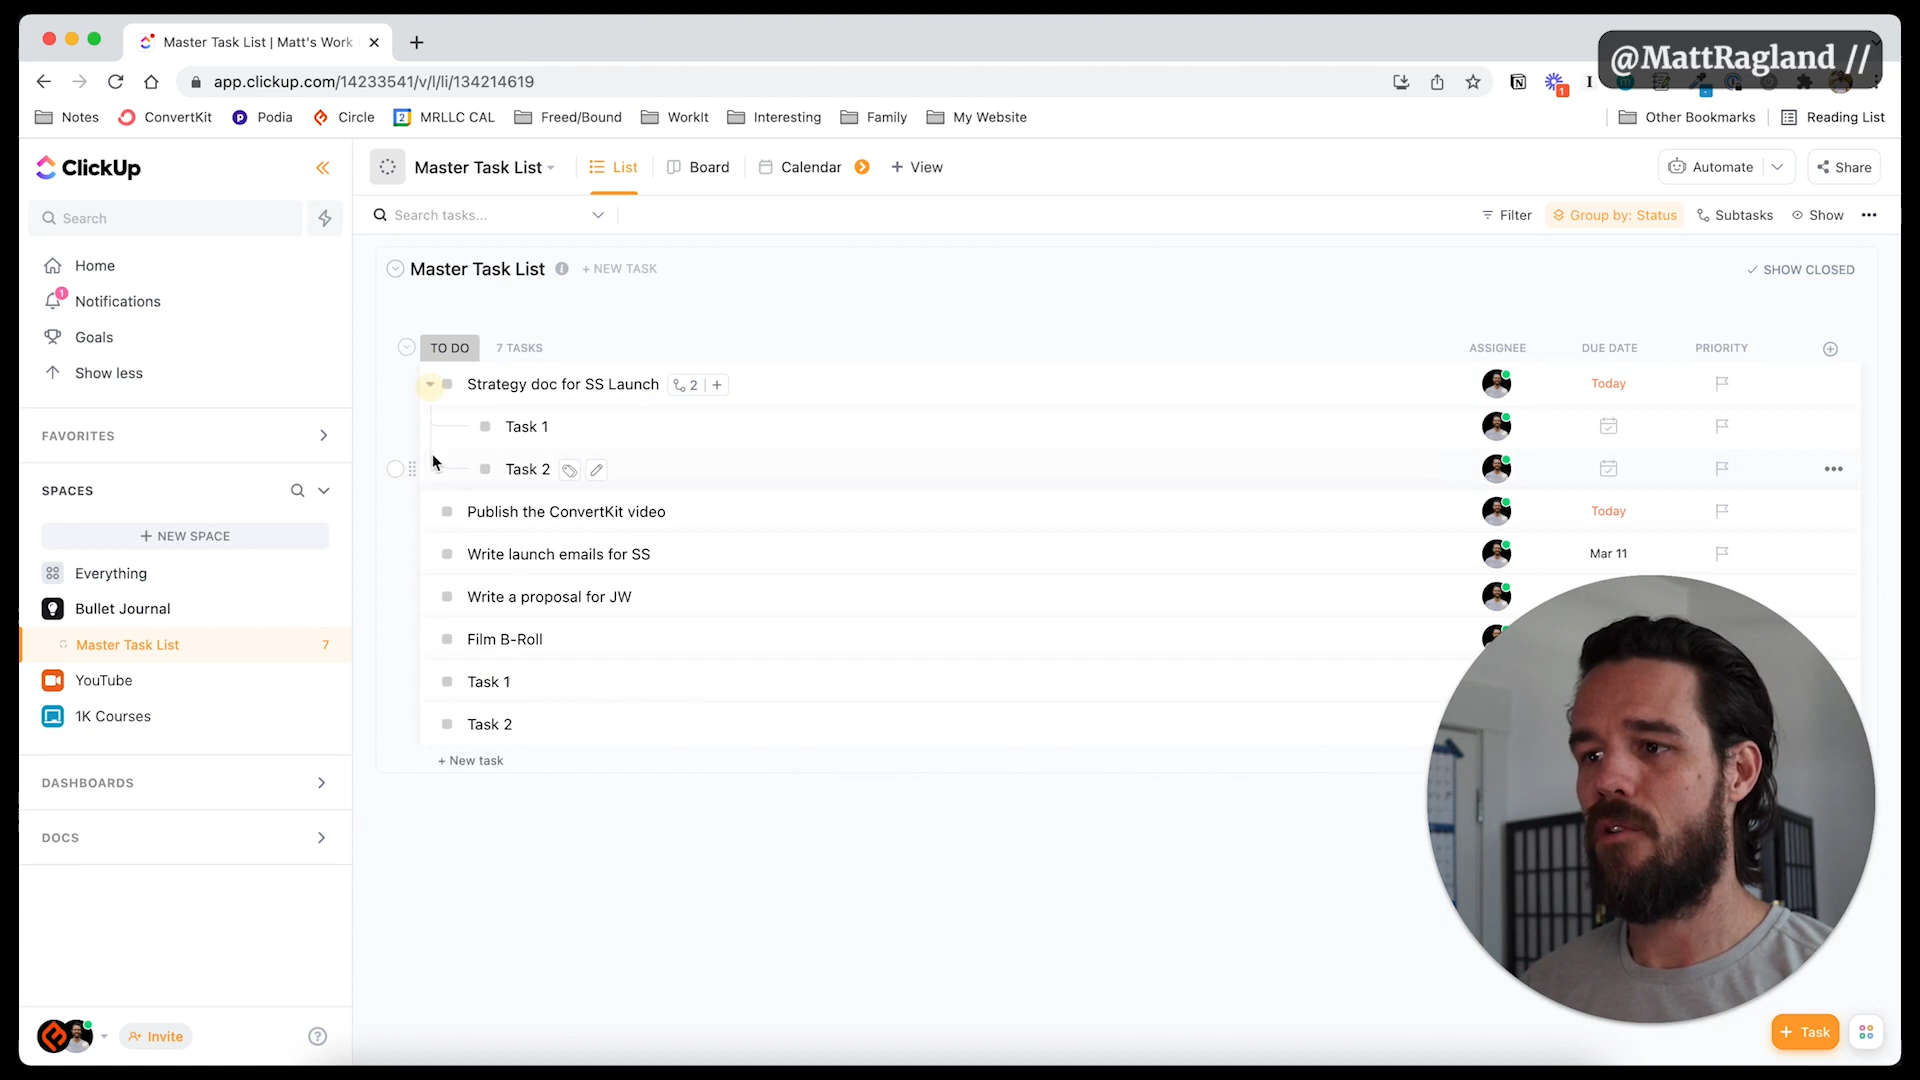 Master Task List | Matt's Work
@MattRagland //
app.clickup.com/14233541/v/l/li/134214619
1
Notes
ConvertKit
Podia
Circle
2
MRLLC CAL
Freed/Bound
WorkIt
Interesting
Family
My Website
Other Bookmarks
Reading List
ClickUp
Master Task List
List
Board
Calendar
+ View
Automate
Share
Search
Search tasks...
Filter
Group by: Status
Subtasks
Show
Home
1
Notifications
Goals
Show less
Master Task List
+ NEW TASK
SHOW CLOSED
TO DO
7 TASKS
ASSIGNEE
DUE DATE
PRIORITY
Strategy doc for SS Launch
2
+
Today
Task 1
Task 2
Publish the ConvertKit video
Today
Write launch emails for SS
Mar 11
Write a proposal for JW
Film B-Roll
Task 1
Task 2
+ New task
FAVORITES
SPACES
+ NEW SPACE
Everything
Bullet Journal
Master Task List
7
YouTube
1K Courses
DASHBOARDS
DOCS
Invite
?
+ Task